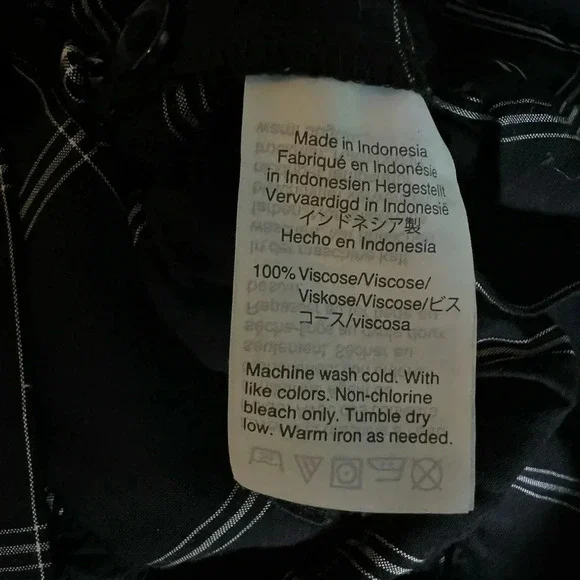 Made in Indonesia
Fabriqué en Indonésie
in Indonesien Hergestellt
Vervaardigd in Indonesië
インドネシア製
Hecho en Indonesia
100% Viscose/Viscose/
Viskose/Viscose/ビス
コース/viscosa
Machine wash cold. With
like colors. Non-chlorine
bleach only. Tumble dry
low. Warm iron as needed.